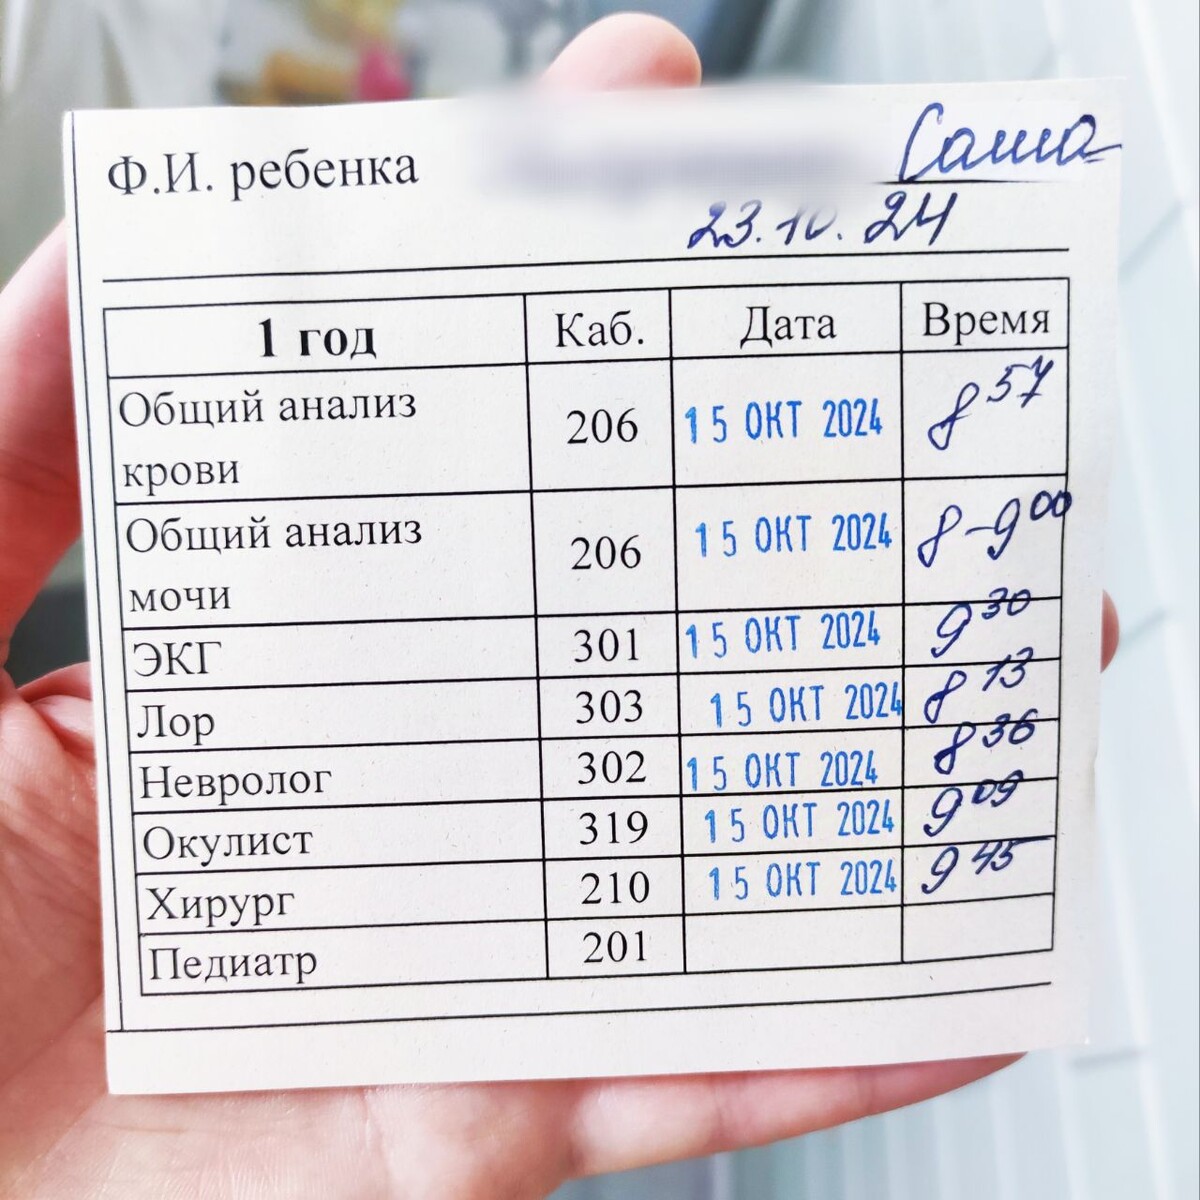 Ф.И. ребенка Саша
23.10.24
1 год Каб. Дата Время
Общий анализ крови 206 15 ОКТ 2024 8 57
Общий анализ мочи 206 15 ОКТ 2024 8-9 00
ЭКГ 301 15 ОКТ 2024 9 30
Лор 303 15 ОКТ 2024 8 13
Невролог 302 15 ОКТ 2024 8 36
Окулист 319 15 ОКТ 2024 9 09
Хирург 210 15 ОКТ 2024 9 45
Педиатр 201